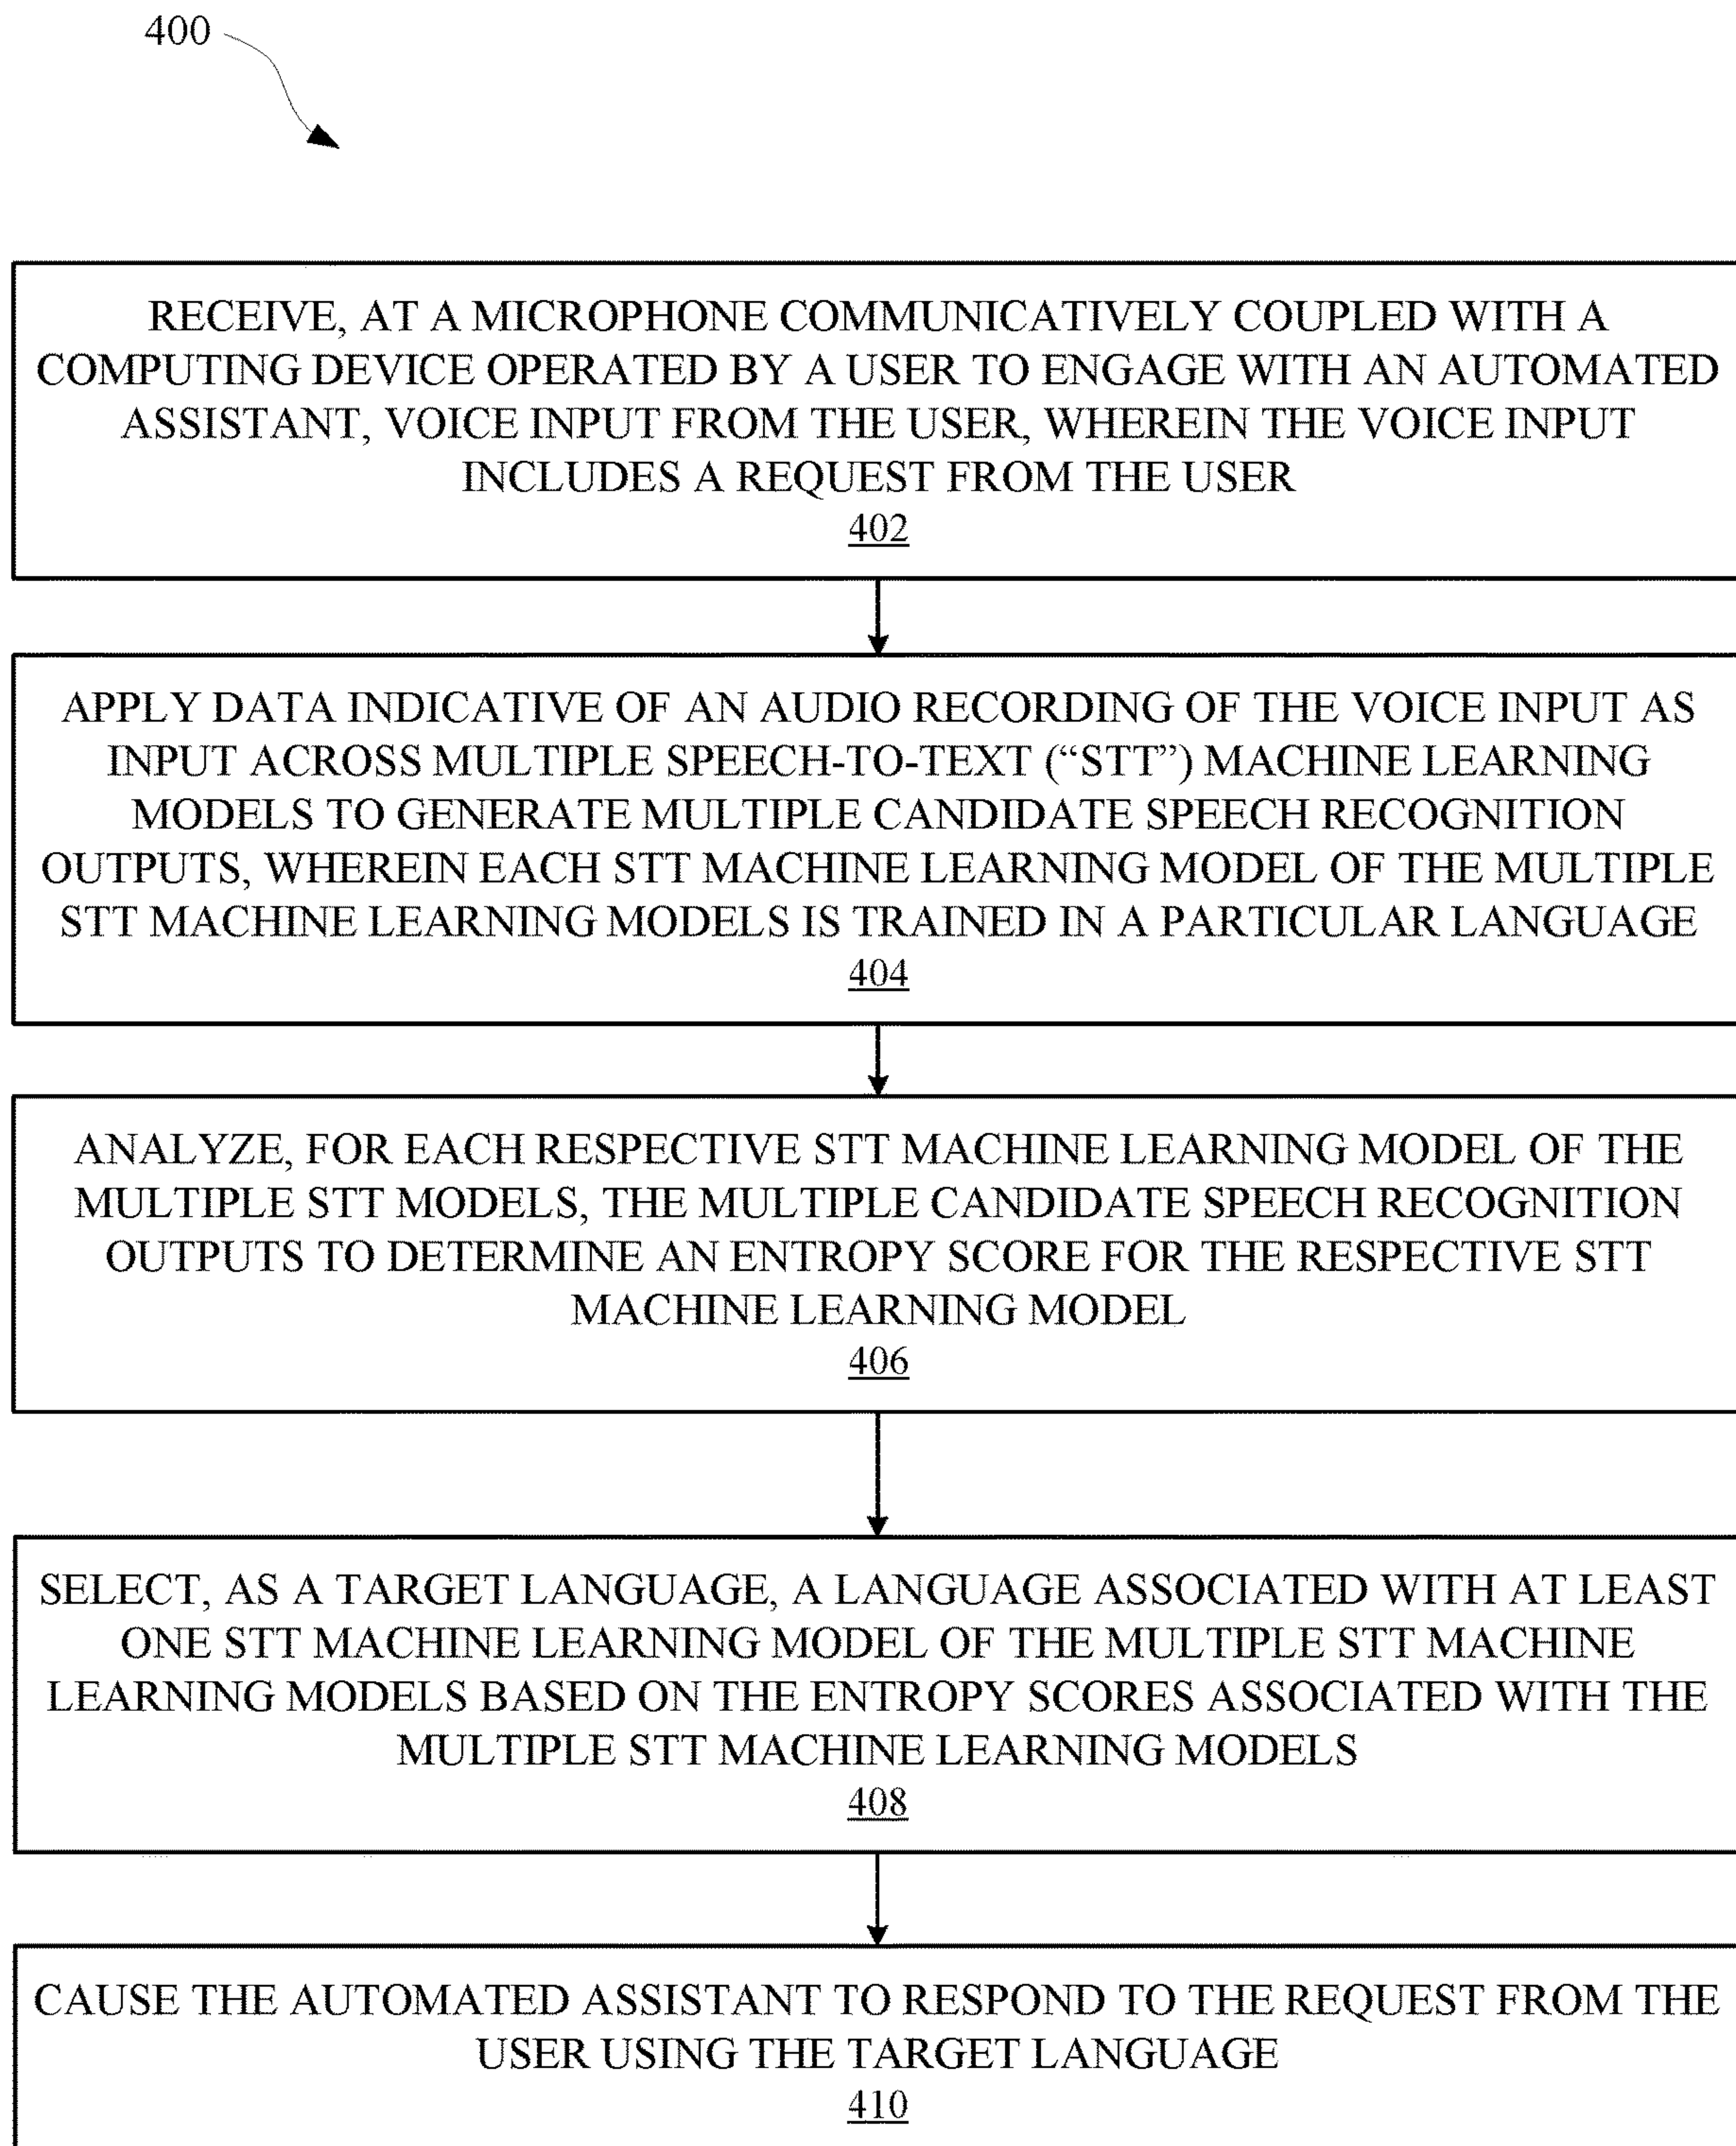 400
RECEIVE, AT A MICROPHONE COMMUNICATIVELY COUPLED WITH A
COMPUTING DEVICE OPERATED BY A USER TO ENGAGE WITH AN AUTOMATED
ASSISTANT, VOICE INPUT FROM THE USER, WHEREIN THE VOICE INPUT
INCLUDES A REQUEST FROM THE USER
402
APPLY DATA INDICATIVE OF AN AUDIO RECORDING OF THE VOICE INPUT AS
INPUT ACROSS MULTIPLE SPEECH-TO-TEXT (“STT”) MACHINE LEARNING
MODELS TO GENERATE MULTIPLE CANDIDATE SPEECH RECOGNITION
OUTPUTS, WHEREIN EACH STT MACHINE LEARNING MODEL OF THE MULTIPLE
STT MACHINE LEARNING MODELS IS TRAINED IN A PARTICULAR LANGUAGE
404
ANALYZE, FOR EACH RESPECTIVE STT MACHINE LEARNING MODEL OF THE
MULTIPLE STT MODELS, THE MULTIPLE CANDIDATE SPEECH RECOGNITION
OUTPUTS TO DETERMINE AN ENTROPY SCORE FOR THE RESPECTIVE STT
MACHINE LEARNING MODEL
406
SELECT, AS A TARGET LANGUAGE, A LANGUAGE ASSOCIATED WITH AT LEAST
ONE STT MACHINE LEARNING MODEL OF THE MULTIPLE STT MACHINE
LEARNING MODELS BASED ON THE ENTROPY SCORES ASSOCIATED WITH THE
MULTIPLE STT MACHINE LEARNING MODELS
408
CAUSE THE AUTOMATED ASSISTANT TO RESPOND TO THE REQUEST FROM THE
USER USING THE TARGET LANGUAGE
410